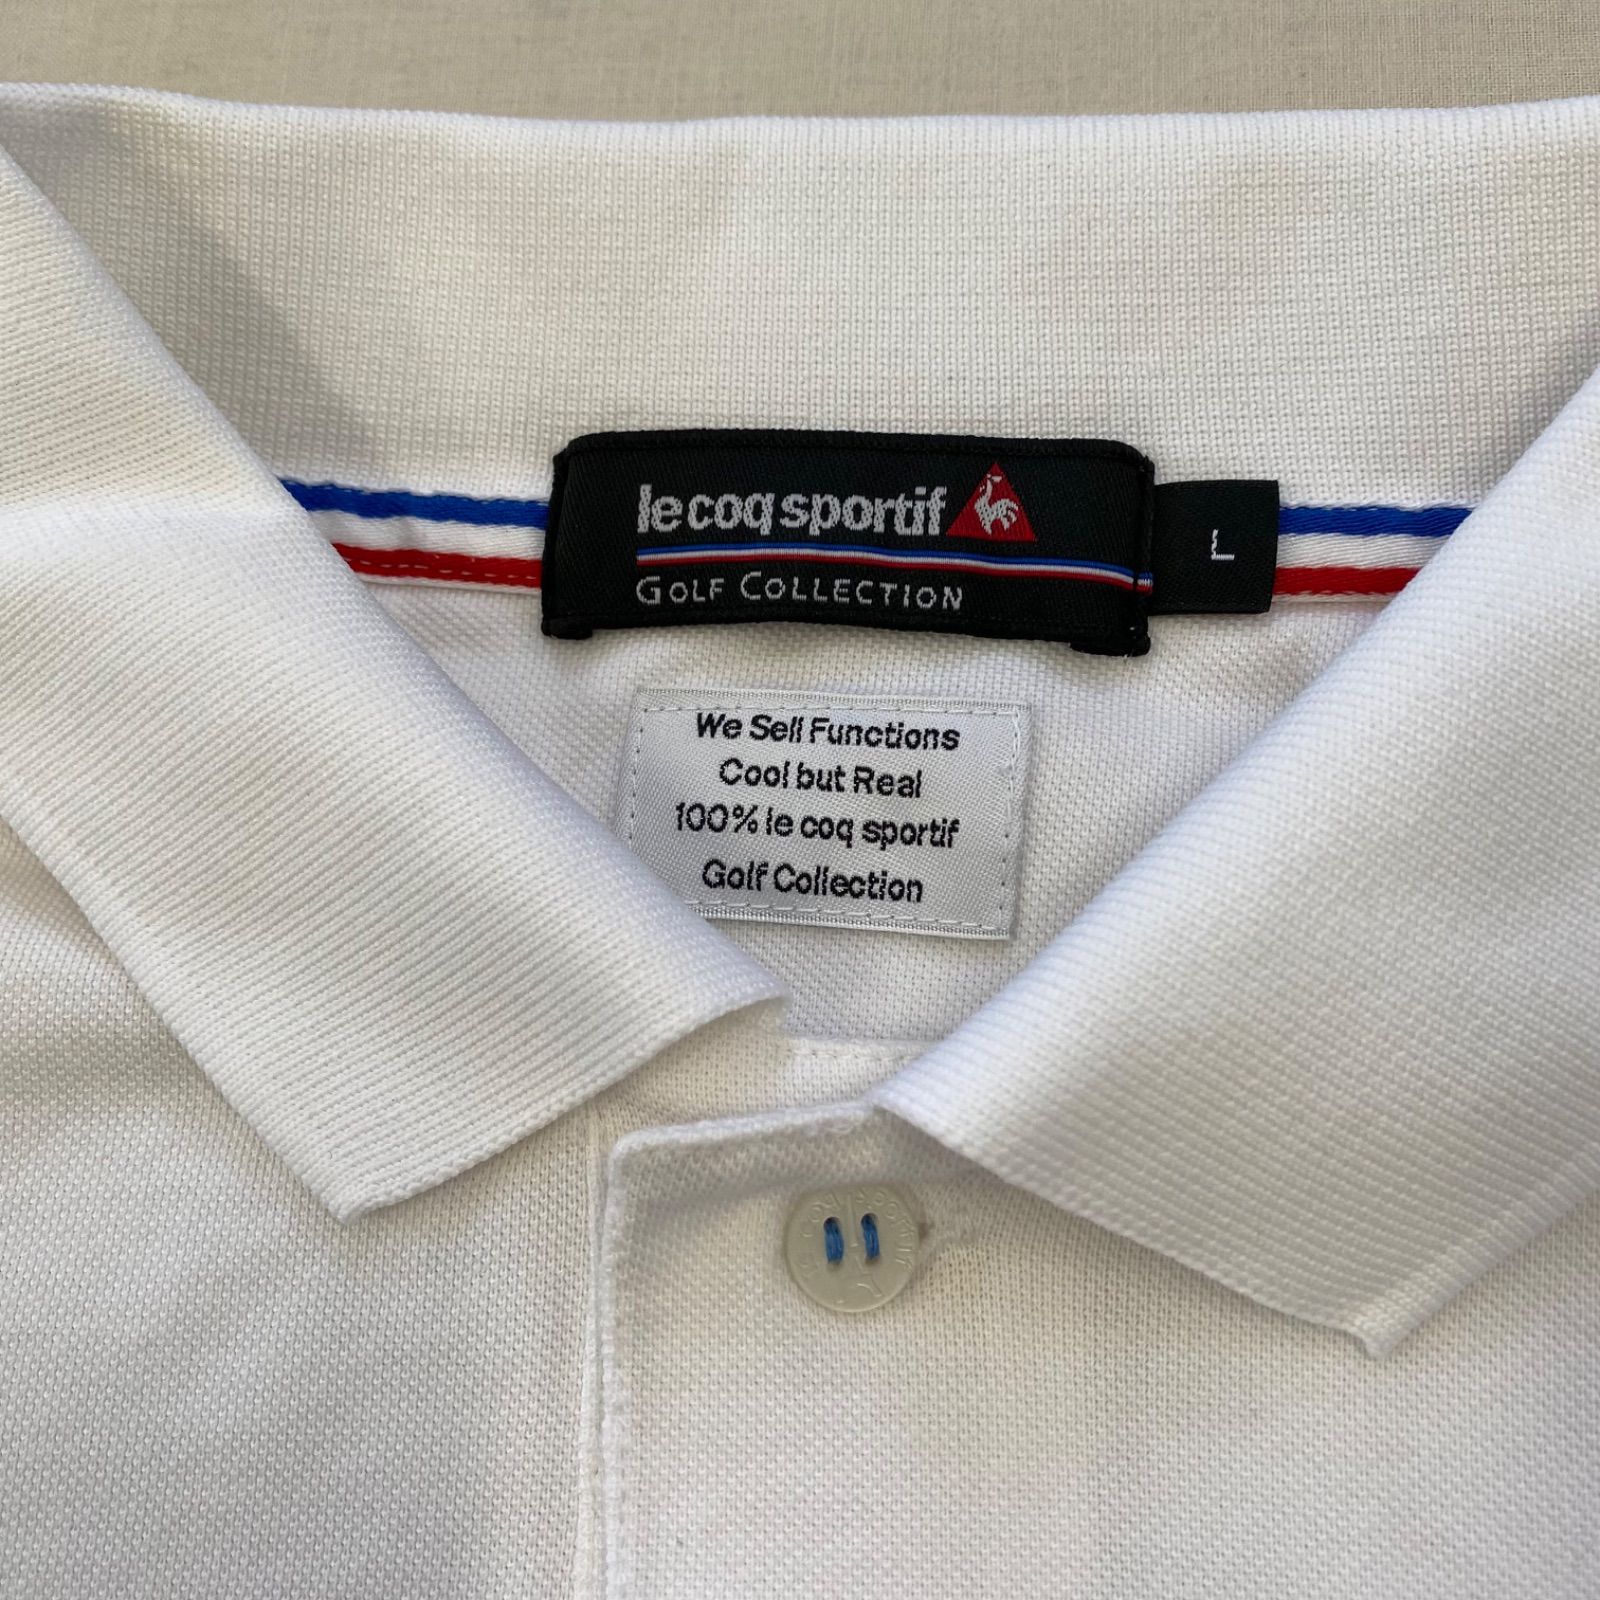 le coq sportif
GOLF COLLECTION
L
We Sell Functions
Cool but Real
100% le coq sportif
Golf Collection